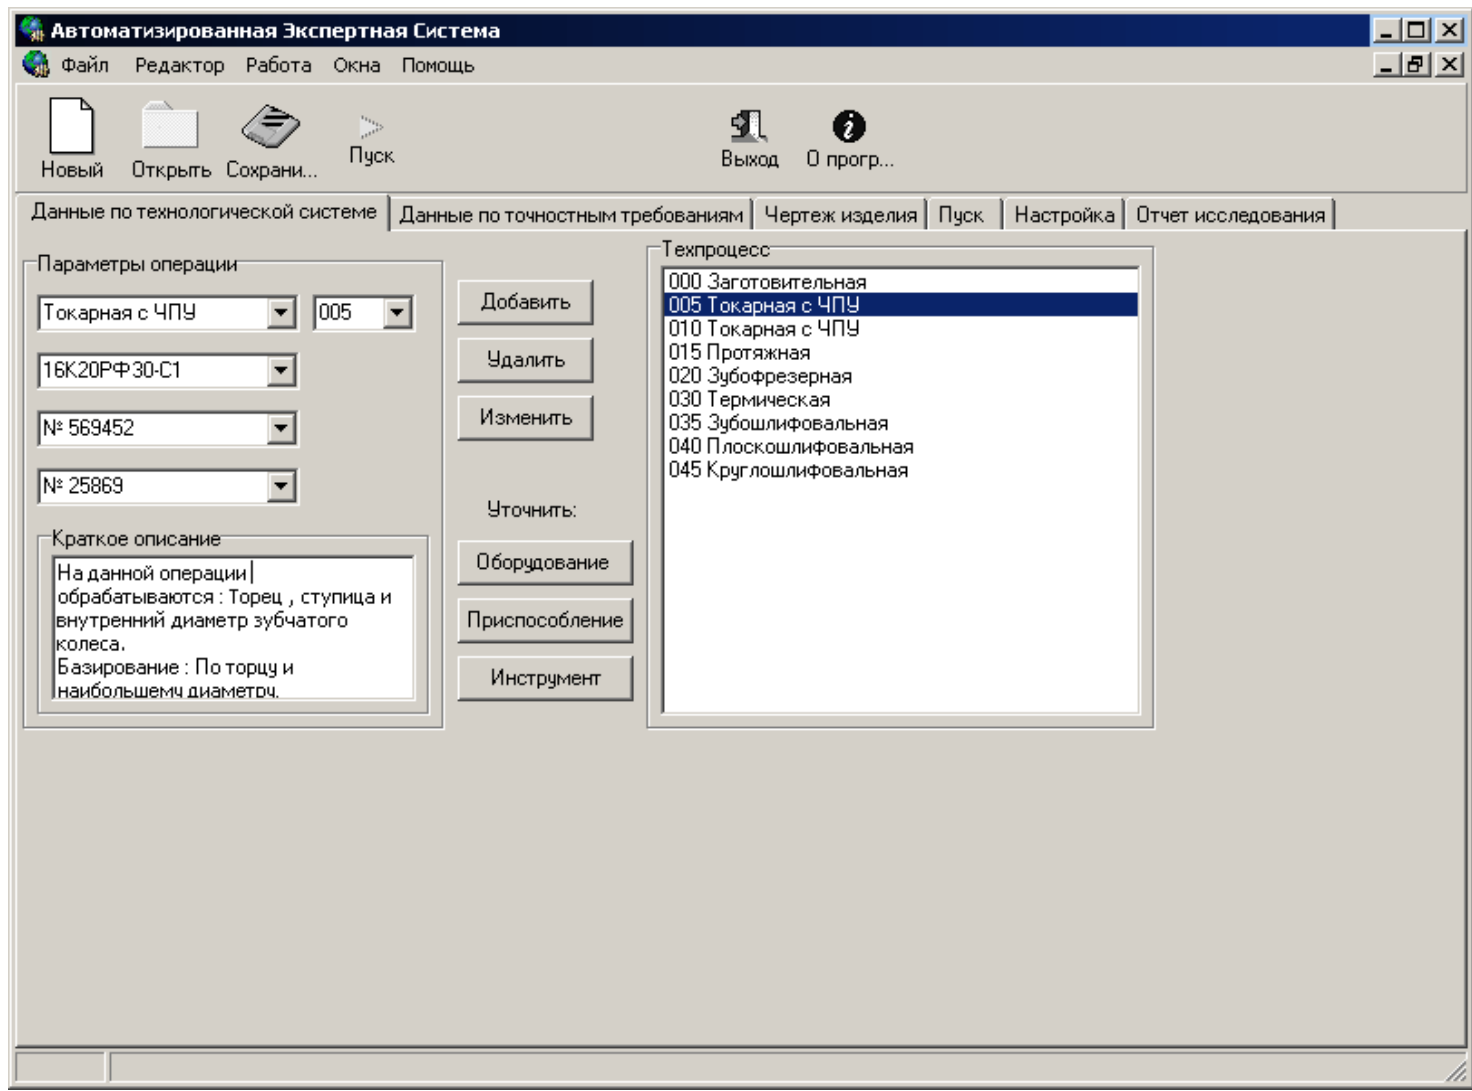 Автоматизированная Экспертная Система
Файл Редактор Работа Окна Помощь
Новый Открыть Сохрани... Пуск Выход О прогр...
Данные по технологической системе Данные по точностным требованиям Чертеж изделия Пуск Настройка Отчет исследования
Параметры операции
Токарная с ЧПУ 005
16К20РФ30-С1
№ 569452
№ 25869
Краткое описание
На данной операции
обрабатываются : Торец , ступица и
внутренний диаметр зубчатого
колеса.
Базирование : По торцу и
наибольшему диаметру.
Добавить
Удалить
Изменить
Уточнить:
Оборудование
Приспособление
Инструмент
Техпроцесс
000 Заготовительная
005 Токарная с ЧПУ
010 Токарная с ЧПУ
015 Протяжная
020 Зубофрезерная
030 Термическая
035 Зубошлифовальная
040 Плоскошлифовальная
045 Круглошлифовальная